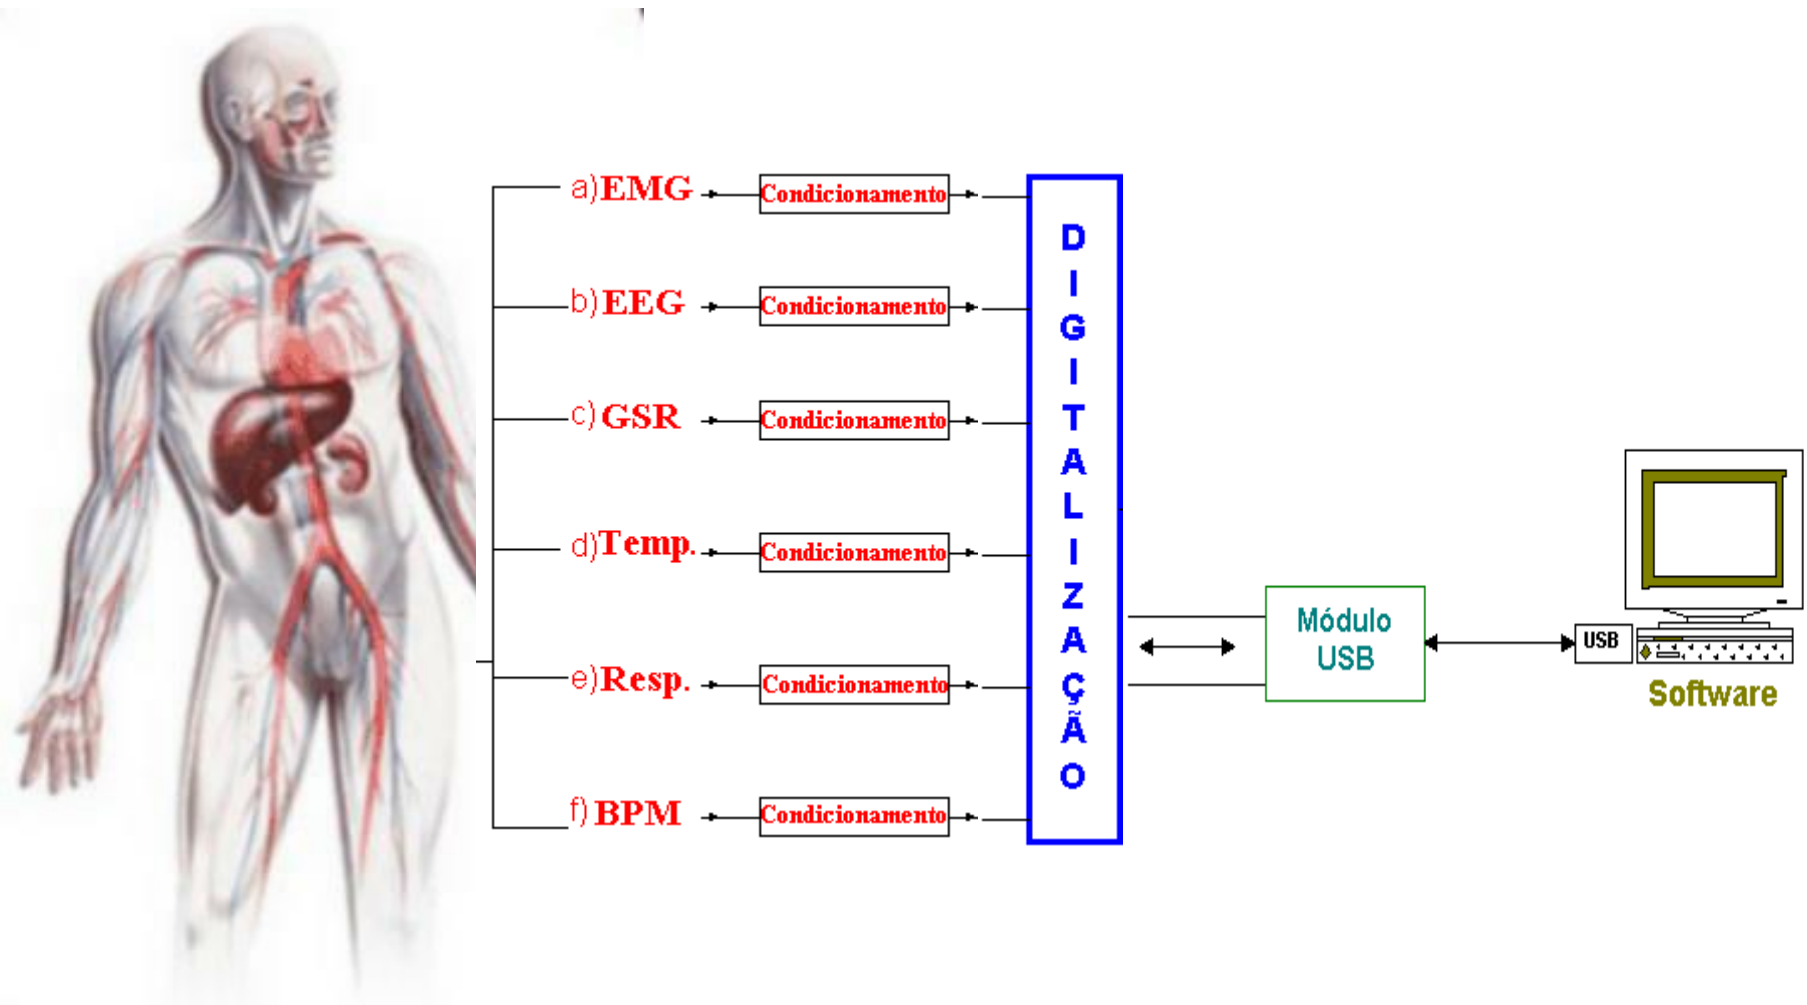 a)EMG
Condicionamento
b)EEG
Condicionamento
c)GSR
Condicionamento
d)Temp.
Condicionamento
e)Resp.
Condicionamento
f)BPM
Condicionamento
DIGITALIZAÇÃO
Módulo
USB
USB
Software